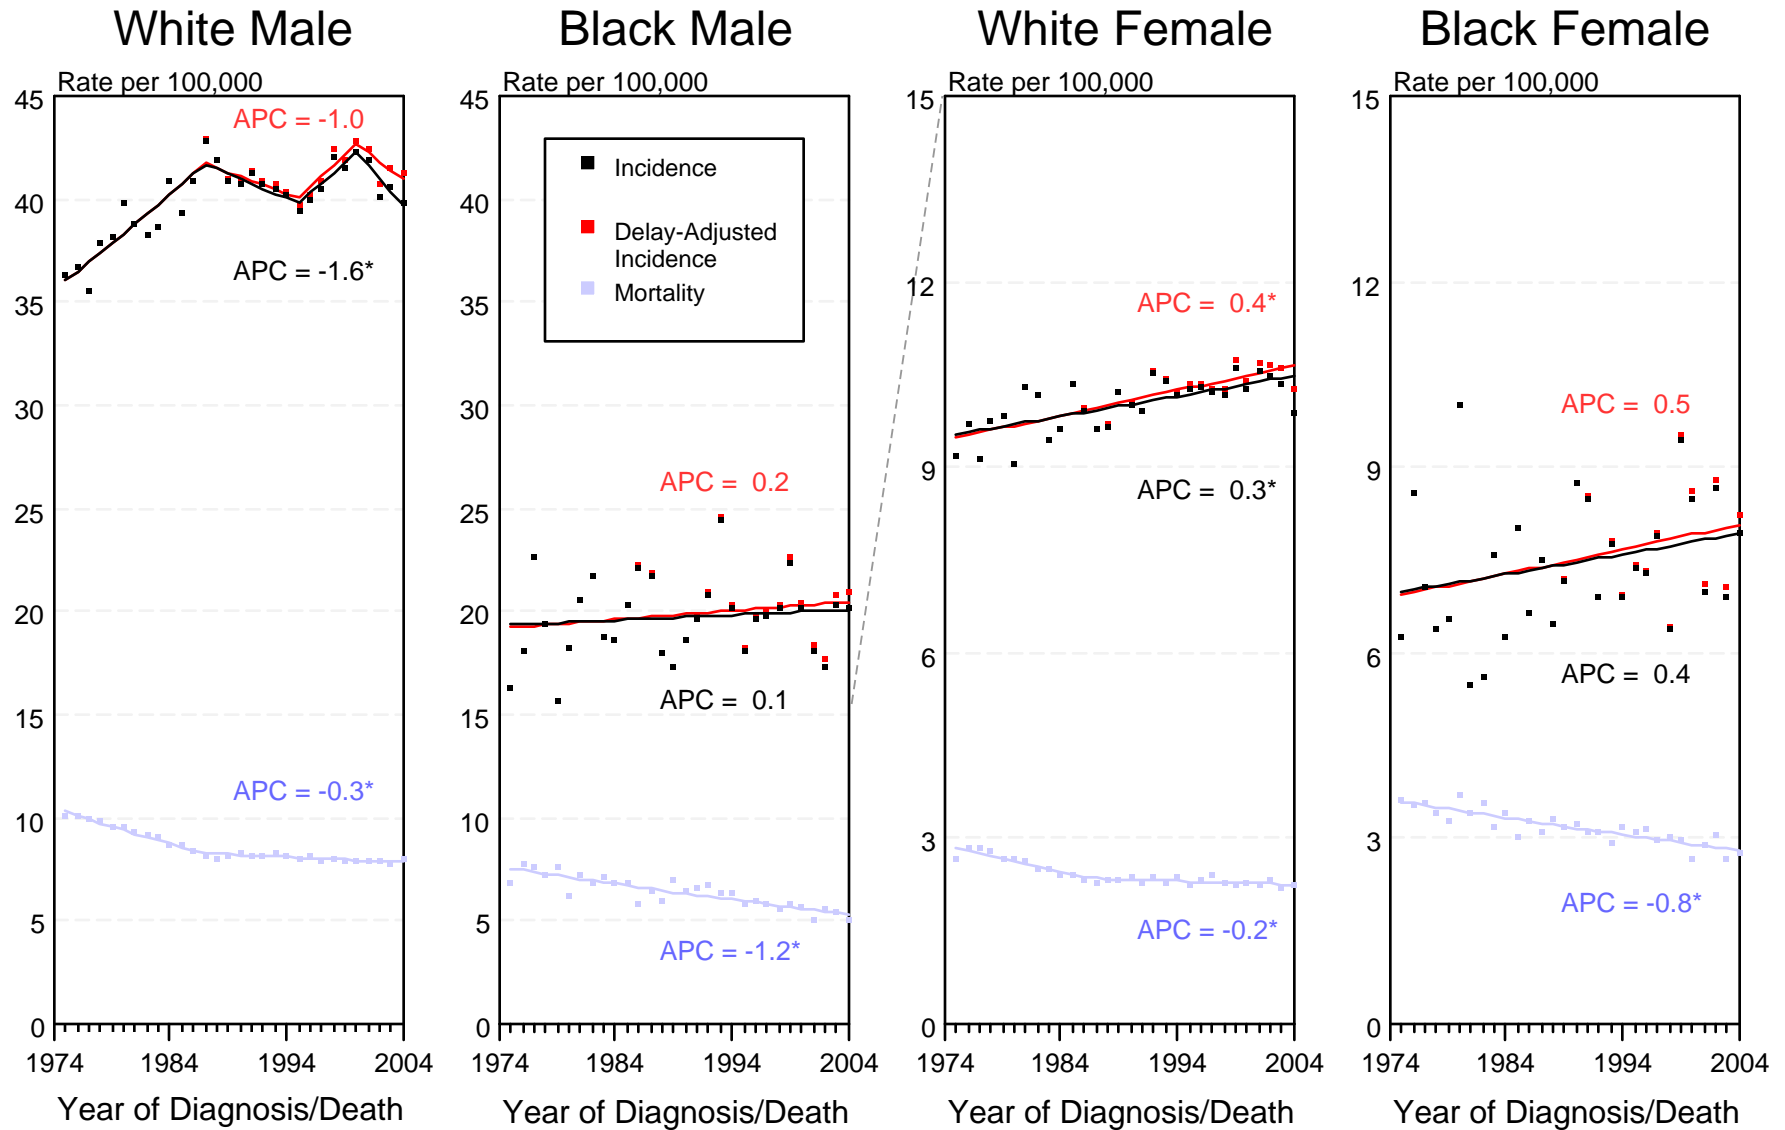 White Male
Black Male
White Female
Black Female
Rate per 100,000
Rate per 100,000
Rate per 100,000
Rate per 100,000
45
40
35
30
25
20
15
10
5
0
APC = -1.0
APC = -1.6*
APC = -0.3*
1974
1984
1994
2004
Year of Diagnosis/Death
45
40
35
30
25
20
15
10
5
0
Incidence
Delay-Adjusted
Incidence
Mortality
APC = 0.2
APC = 0.1
APC = -1.2*
1974
1984
1994
2004
Year of Diagnosis/Death
15
12
9
6
3
0
APC = 0.4*
APC = 0.3*
APC = -0.2*
1974
1984
1994
2004
Year of Diagnosis/Death
15
12
9
6
3
0
APC = 0.5
APC = 0.4
APC = -0.8*
1974
1984
1994
2004
Year of Diagnosis/Death